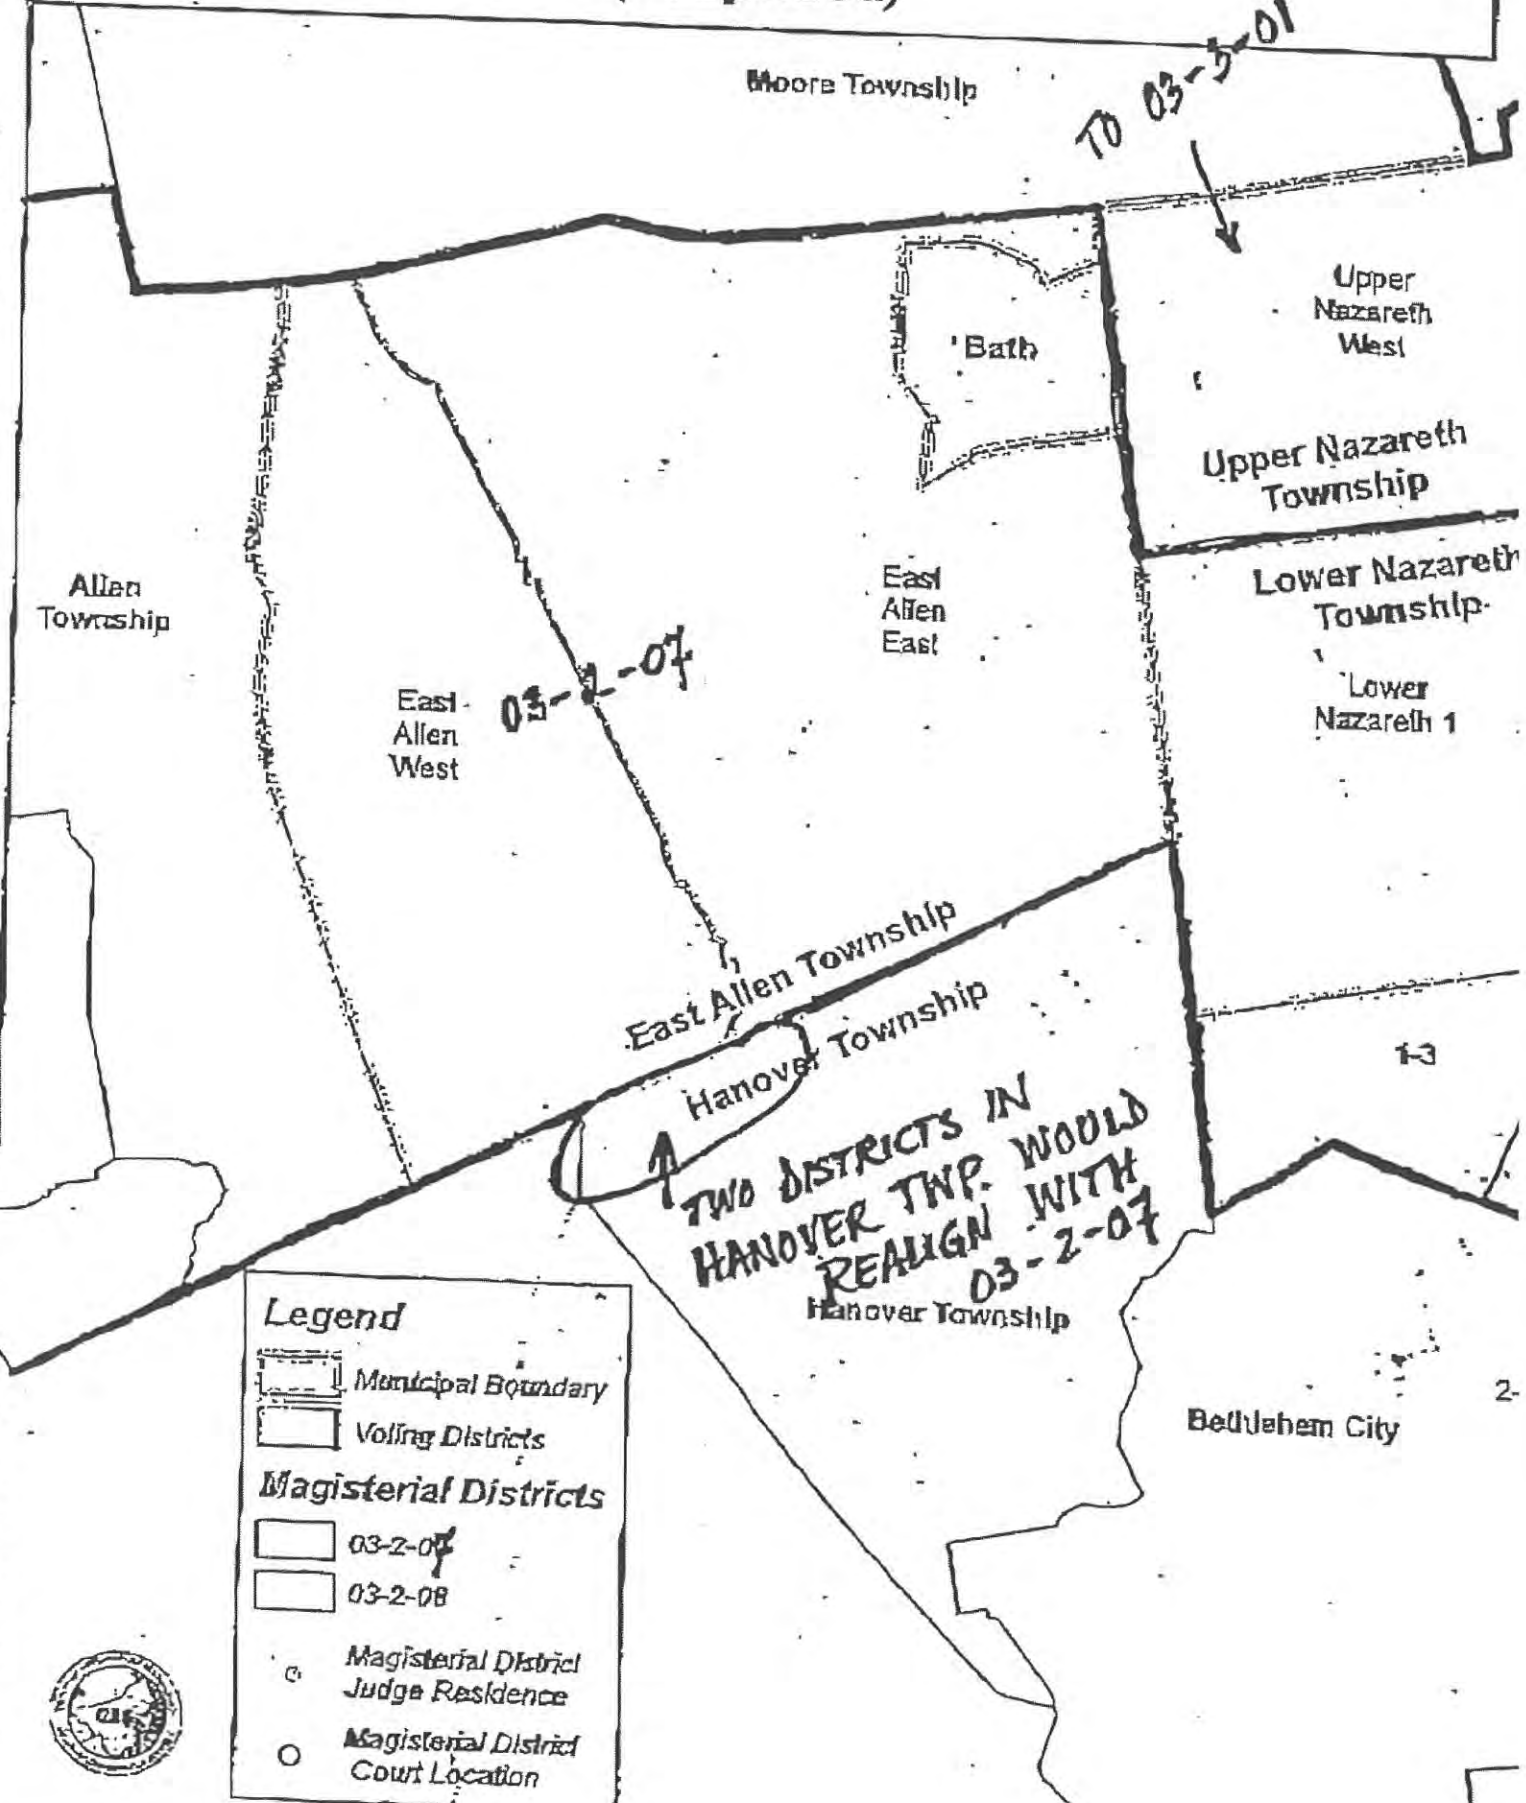 Moore Township
TO 03-3-01
Upper
Nazareth
West
Bath
Upper Nazareth
Township
Allen
Township
East
Allen
East
Lower Nazareth
Township
Lower
Nazareth 1
03-2-07
East
Allen
West
East Allen Township
Hanover Township
1-3
TWO DISTRICTS IN
HANOVER TWP. WOULD
REALIGN WITH
03-2-07
Hanover Township
Bethlehem City
2-
Legend
Municipal Boundary
Voting Districts
Magisterial Districts
03-2-07
03-2-08
Magisterial District
Judge Residence
Magisterial District
Court Location